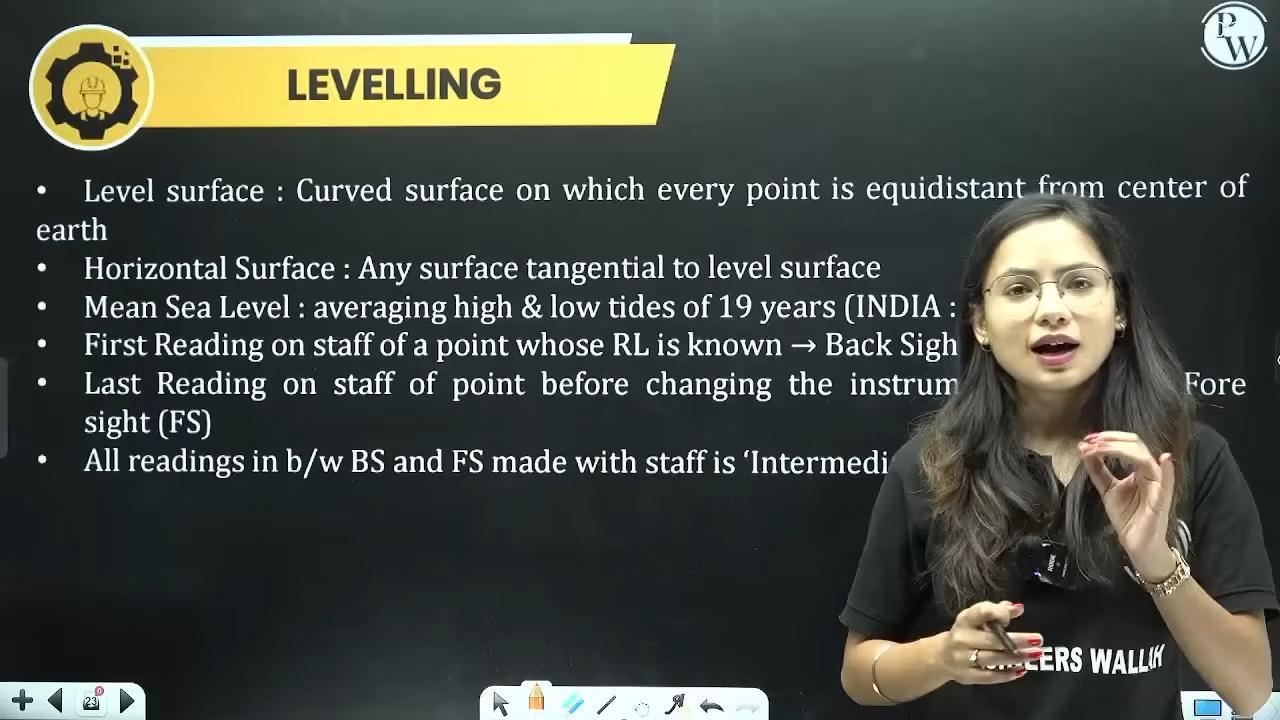 PW
LEVELLING
• Level surface : Curved surface on which every point is equidistant from center of
earth
• Horizontal Surface : Any surface tangential to level surface
• Mean Sea Level : averaging high & low tides of 19 years (INDIA :
• First Reading on staff of a point whose RL is known → Back Sigh
• Last Reading on staff of point before changing the instrum Fore
sight (FS)
• All readings in b/w BS and FS made with staff is ‘Intermedi
EERS WALLAH
23